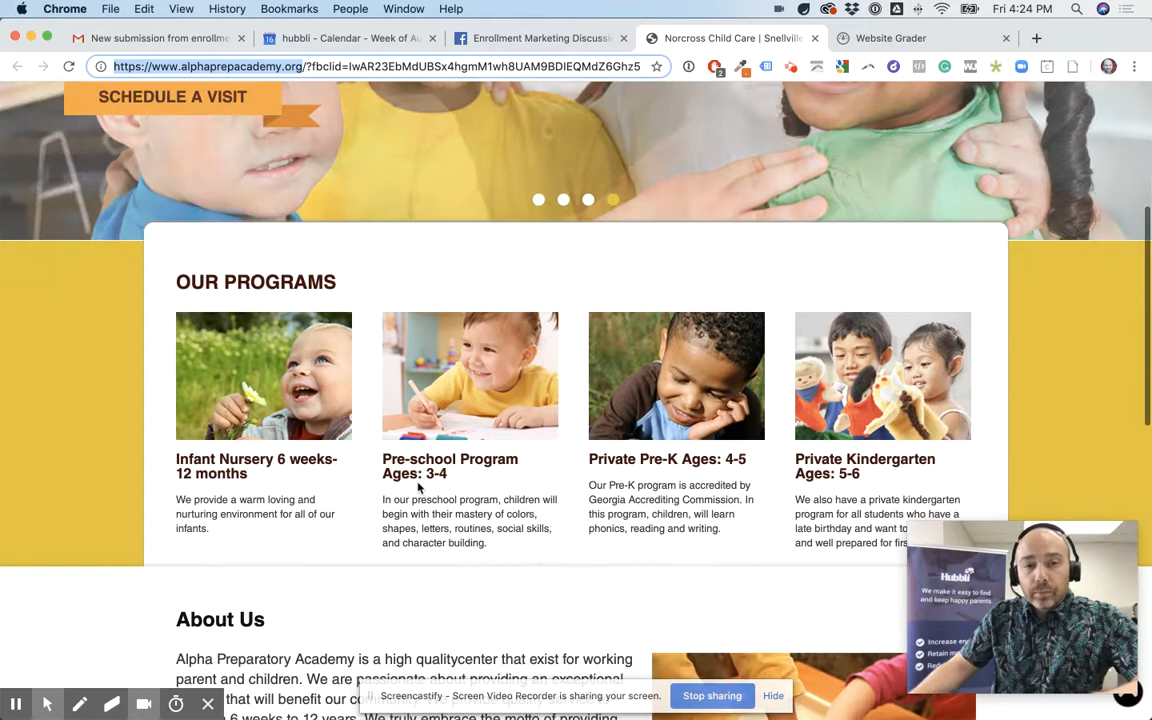 Chrome File Edit View History Bookmarks People Window Help Fri 4:24 PM
New submission from enrollme
16 hubbli - Calendar - Week of Au
Enrollment Marketing Discussi
Norcross Child Care | Snellville
Website Grader
https://www.alphaprepacademy.org/?fbclid=IwAR23EbMdUBSx4hgmM1wh8UAM9BDIEQMdZ6Ghz5
2
SCHEDULE A VISIT
OUR PROGRAMS
Infant Nursery 6 weeks-
12 months
We provide a warm loving and
nurturing environment for all of our
infants.
Pre-school Program
Ages: 3-4
In our preschool program, children will
begin with their mastery of colors,
shapes, letters, routines, social skills,
and character building.
Private Pre-K Ages: 4-5
Our Pre-K program is accredited by
Georgia Accrediting Commission. In
this program, children, will learn
phonics, reading and writing.
Private Kindergarten
Ages: 5-6
We also have a private kindergarten
program for all students who have a
late birthday and want to
and well prepared for firs
Hubbli
We make it easy to find
and keep happy parents.
Increase en
Retain m
Red
About Us
Alpha Preparatory Academy is a high qualitycenter that exist for working
parent and children. We are passionate about providing an exceptional
that will benefit our
6 weeks to 12 years. We truly embrace the motto of providing
Screencastify - Screen Video Recorder is sharing your screen.
Stop sharing
Hide